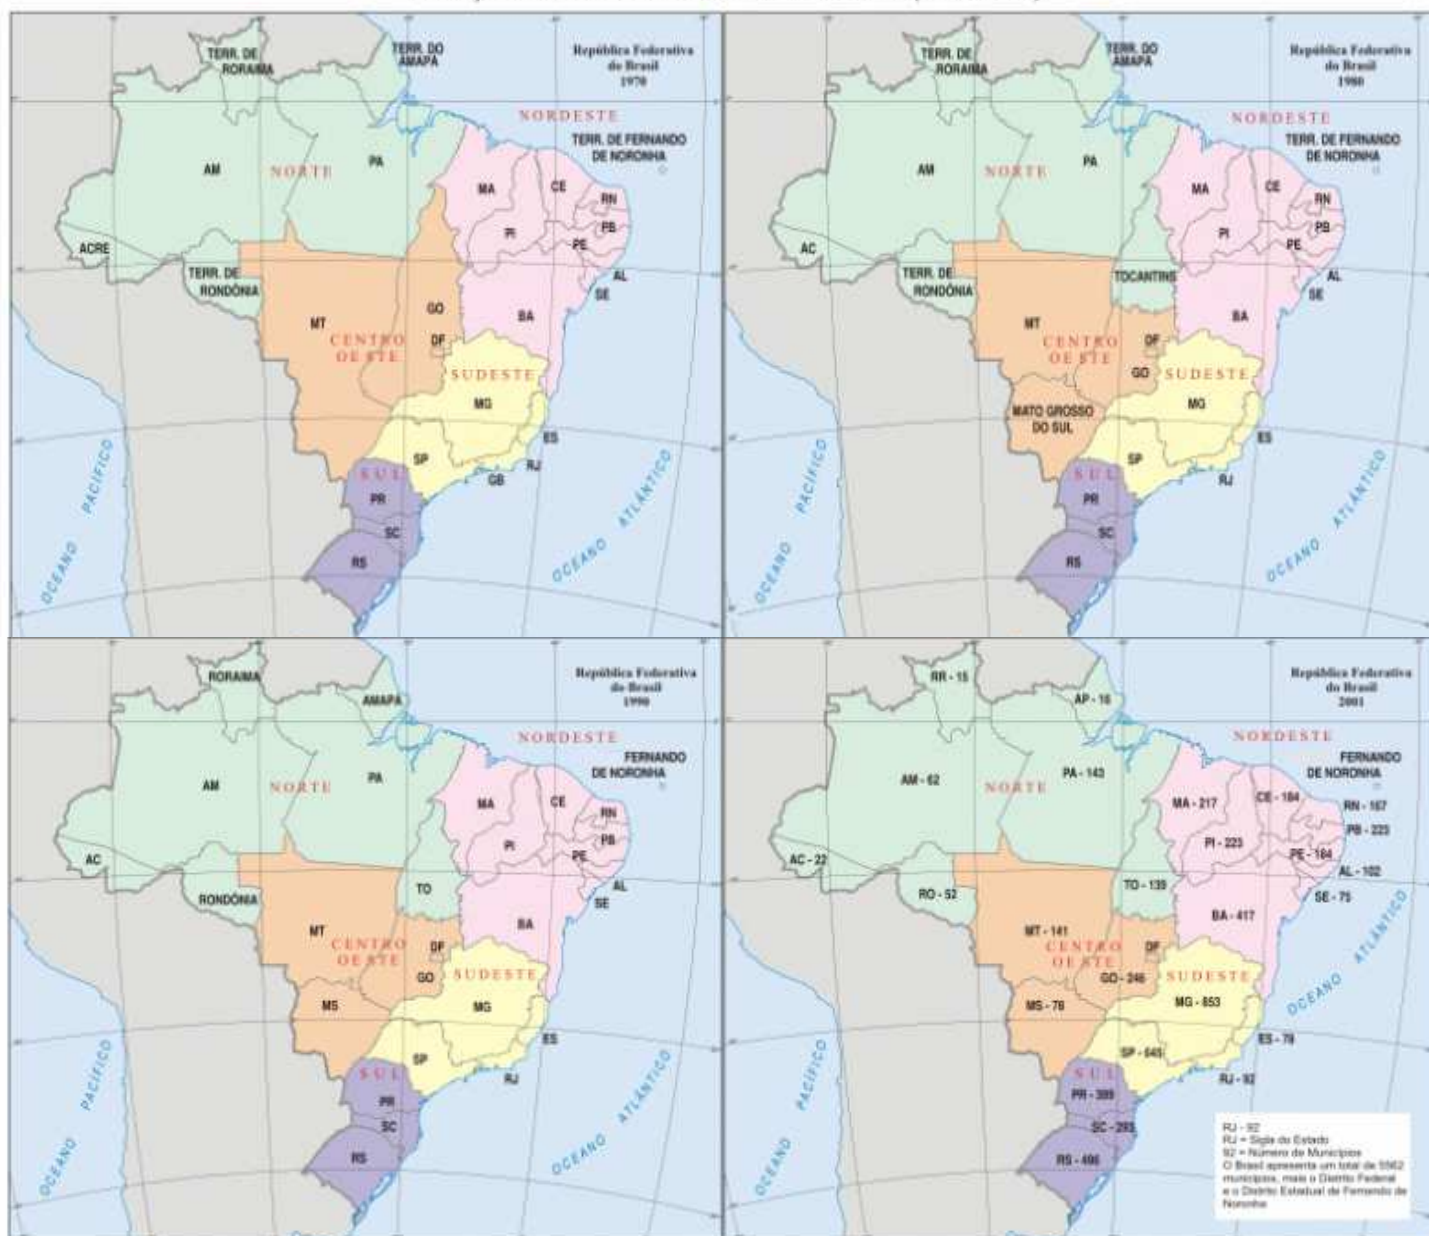 TERR. DE
RORAIMA
TERR. DO
AMAPÁ
República Federativa
do Brasil
1970
NORDESTE
TERR. DE FERNANDO
DE NORONHA
AM
NORTE
PA
MA
CE
RN
PB
PI
PE
ACRE
AL
TERR. DE
RONDÔNIA
SE
GO
MT
BA
CENTRO
OESTE
DF
SUDESTE
MG
ES
SP
RJ
SUL
GB
PR
SC
RS
OCEANO PACÍFICO
OCEANO ATLÂNTICO
TERR. DE
RORAIMA
TERR. DO
AMAPÁ
República Federativa
do Brasil
1980
NORDESTE
TERR. DE FERNANDO
DE NORONHA
AM
NORTE
PA
MA
CE
RN
PB
PI
PE
AC
AL
TERR. DE
RONDÔNIA
TOCANTINS
SE
MT
BA
CENTRO
OESTE
DF
GO
SUDESTE
MATO GROSSO
DO SUL
MG
ES
SP
RJ
SUL
PR
SC
RS
OCEANO PACÍFICO
OCEANO ATLÂNTICO
RORAIMA
AMAPÁ
República Federativa
do Brasil
1990
NORDESTE
FERNANDO
DE NORONHA
AM
NORTE
PA
MA
CE
RN
PB
PI
PE
AC
TO
AL
RONDÔNIA
SE
MT
BA
CENTRO
OESTE
DF
GO
SUDESTE
MS
MG
ES
SP
RJ
SUL
PR
SC
RS
OCEANO PACÍFICO
OCEANO ATLÂNTICO
RR - 15
AP - 16
República Federativa
do Brasil
2001
NORDESTE
FERNANDO
DE NORONHA
AM - 62
NORTE
PA - 143
MA - 217
CE - 184
RN - 167
PB - 223
PI - 223
PE - 184
AC - 22
AL - 102
RO - 52
TO - 139
SE - 75
BA - 417
MT - 141
CENTRO
OESTE
DF
GO - 246
SUDESTE
MS - 78
MG - 853
ES - 78
SP - 645
RJ - 92
SUL
PR - 399
SC - 293
RS - 496
OCEANO PACÍFICO
OCEANO ATLÂNTICO
RJ - 92
RJ = Sigla do Estado
92 = Número de Municípios
O Brasil apresenta um total de 5562
municípios, mais o Distrito Federal
e o Distrito Estadual de Fernando de
Noronha